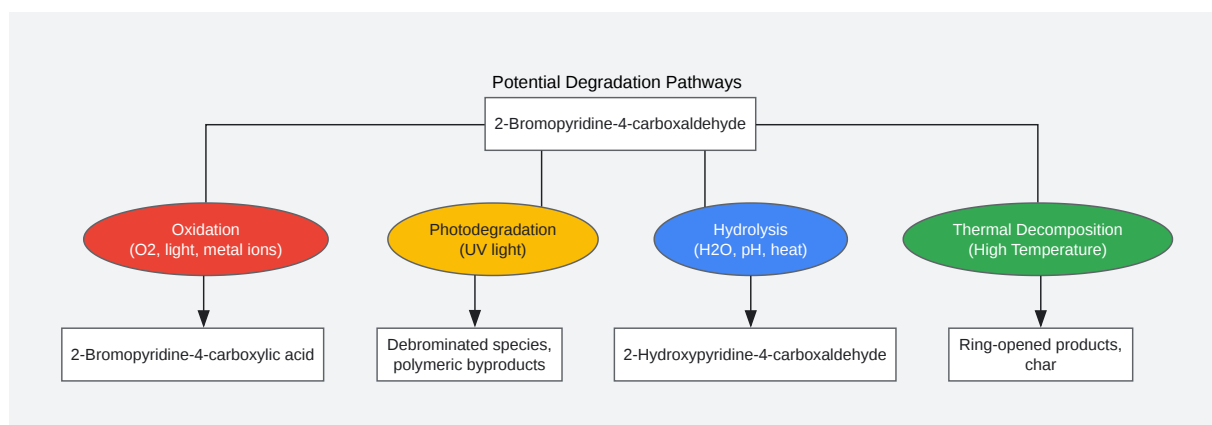 Potential Degradation Pathways
2-Bromopyridine-4-carboxaldehyde
Oxidation
(O2, light, metal ions)
Photodegradation
(UV light)
Hydrolysis
(H2O, pH, heat)
Thermal Decomposition
(High Temperature)
2-Bromopyridine-4-carboxylic acid
Debrominated species,
polymeric byproducts
2-Hydroxypyridine-4-carboxaldehyde
Ring-opened products,
char